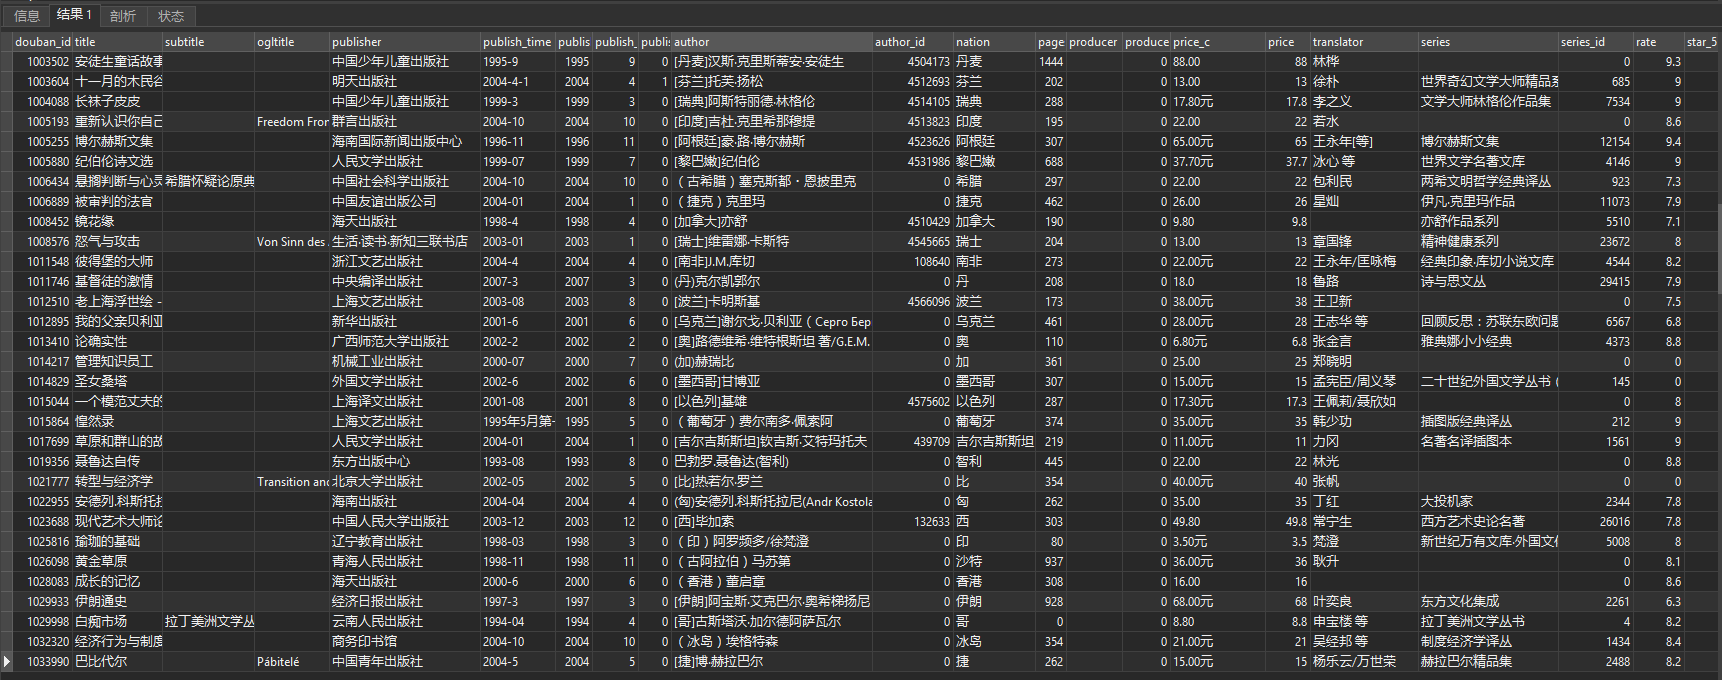 信息 结果 1 剖析 状态
douban_id title subtitle ogltitle publisher publish_time publis publish_ publis author author_id nation page producer produce price_c price translator series series_id rate star_5
1003502 安徒生童话故事 中国少年儿童出版社 1995-9 1995 9 0 [丹麦]汉斯·克里斯蒂安·安徒生 4504173 丹麦 1444 0 88.00 88 林桦 0 9.3
1003604 十一月的木民谷 明天出版社 2004-4-1 2004 4 1 [芬兰]托芙·扬松 4512693 芬兰 202 0 13.00 13 徐朴 世界奇幻文学大师精品系 685 9
1004088 长袜子皮皮 中国少年儿童出版社 1999-3 1999 3 0 [瑞典]阿斯特丽德·林格伦 4514105 瑞典 288 0 17.80元 17.8 李之义 文学大师林格伦作品集 7534 9
1005193 重新认识你自己 Freedom Fron 群言出版社 2004-10 2004 10 0 [印度]吉杜·克里希那穆提 4513823 印度 195 0 22.00 22 若水 0 8.6
1005255 博尔赫斯文集 海南国际新闻出版中心 1996-11 1996 11 0 [阿根廷]豪·路·博尔赫斯 4523626 阿根廷 307 0 65.00元 65 王永年[等] 博尔赫斯文集 12154 9.4
1005880 纪伯伦诗文选 人民文学出版社 1999-07 1999 7 0 [黎巴嫩]纪伯伦 4531986 黎巴嫩 688 0 37.70元 37.7 冰心 等 世界文学名著文库 4146 9
1006434 悬搁判断与心灵 希腊怀疑论原典 中国社会科学出版社 2004-10 2004 10 0 （古希腊）塞克斯都・恩披里克 0 希腊 297 0 22.00 22 包利民 两希文明哲学经典译丛 923 7.3
1006889 被审判的法官 中国友谊出版公司 2004-01 2004 1 0 （捷克）克里玛 0 捷克 462 0 26.00 26 星灿 伊凡·克里玛作品 11073 7.9
1008452 镜花缘 海天出版社 1998-4 1998 4 0 [加拿大]亦舒 4510429 加拿大 190 0 9.80 9.8 亦舒作品系列 5510 7.1
1008576 怒气与攻击 Von Sinn des 生活·读书·新知三联书店 2003-01 2003 1 0 [瑞士]维雷娜·卡斯特 4545665 瑞士 204 0 13.00 13 章国锋 精神健康系列 23672 8
1011548 彼得堡的大师 浙江文艺出版社 2004-4 2004 4 0 [南非]J.M.库切 108640 南非 273 0 22.00元 22 王永年/匡咏梅 经典印象·库切小说文库 4544 8.2
1011746 基督徒的激情 中央编译出版社 2007-3 2007 3 0 (丹)克尔凯郭尔 0 丹 208 0 18.0 18 鲁路 诗与思文丛 29415 7.9
1012510 老上海浮世绘 - 上海文艺出版社 2003-08 2003 8 0 [波兰]卡明斯基 4566096 波兰 173 0 38.00元 38 王卫新 0 7.5
1012895 我的父亲贝利亚 新华出版社 2001-6 2001 6 0 [乌克兰]谢尔戈·贝利亚（Серго Бер 0 乌克兰 461 0 28.00元 28 王志华 等 回顾反思：苏联东欧问题 6567 6.8
1013410 论确实性 广西师范大学出版社 2002-2 2002 2 0 [奥]路德维希·维特根斯坦 著/G.E.M. 0 奥 110 0 6.80元 6.8 张金言 雅典娜小小经典 4373 8.8
1014217 管理知识员工 机械工业出版社 2000-07 2000 7 0 (加)赫瑞比 0 加 361 0 25.00 25 郑晓明 0 0
1014829 圣女桑塔 外国文学出版社 2002-6 2002 6 0 [墨西哥]甘博亚 0 墨西哥 307 0 15.00元 15 孟宪臣/周义琴 二十世纪外国文学丛书（ 145 0
1015044 一个模范丈夫的 上海译文出版社 2001-08 2001 8 0 [以色列]基雄 4575602 以色列 287 0 17.30元 17.3 王佩莉/聂欣如 0 8
1015864 惶然录 上海文艺出版社 1995年5月第- 1995 5 0 （葡萄牙）费尔南多·佩索阿 0 葡萄牙 374 0 35.00元 35 韩少功 插图版经典译丛 212 9
1017699 草原和群山的故 人民文学出版社 2004-01 2004 1 0 [吉尔吉斯斯坦]钦吉斯·艾特玛托夫 439709 吉尔吉斯斯坦 219 0 11.00元 11 力冈 名著名译插图本 1561 9
1019356 聂鲁达自传 东方出版中心 1993-08 1993 8 0 巴勃罗.聂鲁达(智利) 0 智利 445 0 22.00 22 林光 0 8.8
1021777 转型与经济学 Transition and 北京大学出版社 2002-05 2002 5 0 [比]热若尔·罗兰 0 比 354 0 40.00元 40 张帆 0 0
1022955 安德列.科斯托拉 海南出版社 2004-04 2004 4 0 (匈)安德列.科斯托拉尼(Andr Kostola 0 匈 262 0 35.00 35 丁红 大投机家 2344 7.8
1023688 现代艺术大师论 中国人民大学出版社 2003-12 2003 12 0 [西]毕加索 132633 西 303 0 49.80 49.8 常宁生 西方艺术史论名著 26016 7.8
1025816 瑜珈的基础 辽宁教育出版社 1998-03 1998 3 0 （印）阿罗频多/徐梵澄 0 印 80 0 3.50元 3.5 梵澄 新世纪万有文库·外国文化 5008 8
1026098 黄金草原 青海人民出版社 1998-11 1998 11 0 （古阿拉伯）马苏第 0 沙特 937 0 36.00元 36 耿升 0 8.1
1028083 成长的记忆 海天出版社 2000-6 2000 6 0 （香港）董启章 0 香港 308 0 16.00 16 0 8.6
1029933 伊朗通史 经济日报出版社 1997-3 1997 3 0 [伊朗]阿宝斯·艾克巴尔·奥希梯扬尼 0 伊朗 928 0 68.00元 68 叶奕良 东方文化集成 2261 6.3
1029998 白痴市场 拉丁美洲文学丛 云南人民出版社 1994-04 1994 4 0 [哥]古斯塔沃·加尔德阿萨瓦尔 0 哥 0 0 8.80 8.8 申宝楼 等 拉丁美洲文学丛书 4 8.2
1032320 经济行为与制度 商务印书馆 2004-10 2004 10 0 （冰岛）埃格特森 0 冰岛 354 0 21.00元 21 吴经邦 等 制度经济学译丛 1434 8.4
1033990 巴比代尔 Pábitelé 中国青年出版社 2004-5 2004 5 0 [捷]博·赫拉巴尔 0 捷 262 0 15.00元 15 杨乐云/万世荣 赫拉巴尔精品集 2488 8.2